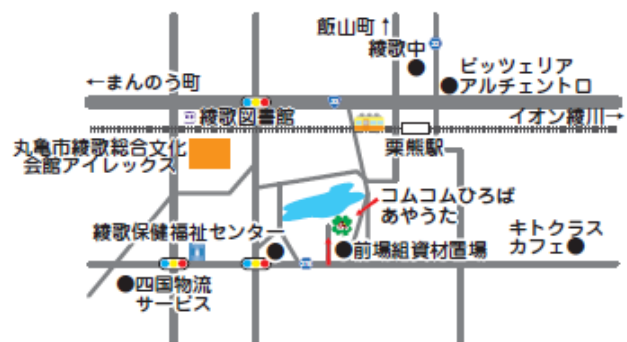 飯山町↑
綾歌中
ピッツェリア
アルチェントロ
←まんのう町
綾歌図書館
イオン綾川→
栗熊駅
丸亀市綾歌総合文化
会館アイレックス
コムコムひろば
あやうた
綾歌保健福祉センター
前場組資材置場
キトクラス
カフェ
四国物流
サービス